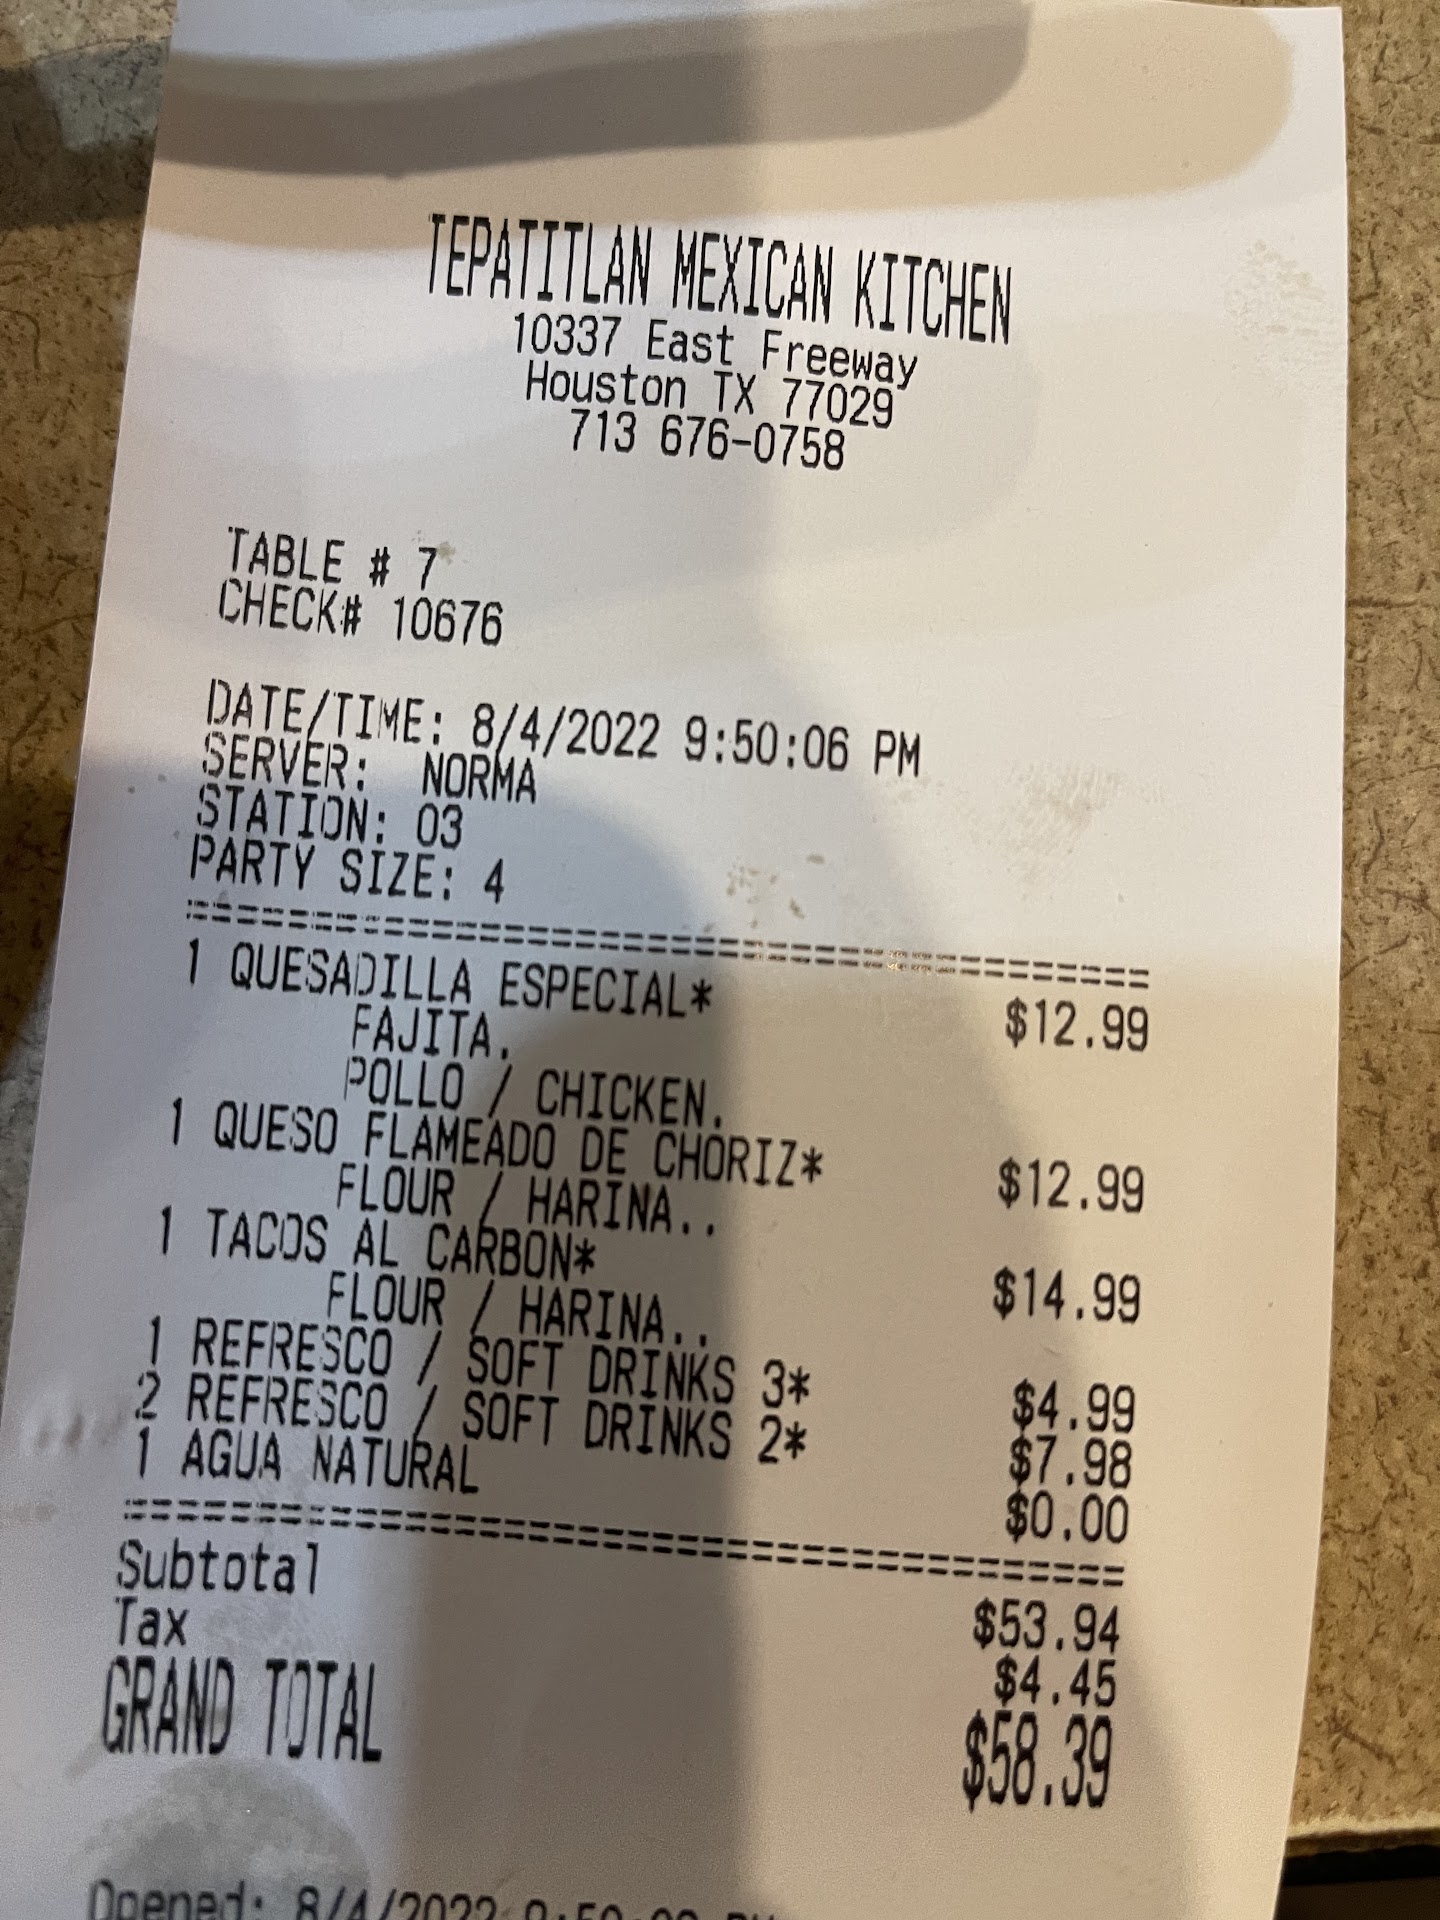 TEPATITLAN MEXICAN KITCHEN
10337 East Freeway
Houston TX 77029
713 676-0758
TABLE # 7
CHECK# 10676
DATE/TIME: 8/4/2022 9:50:06 PM
SERVER: NORMA
STATION: 03
PARTY SIZE: 4
1 QUESADILLA ESPECIAL* $12.99
FAJITA.
POLLO / CHICKEN.
1 QUESO FLAMEADO DE CHORIZ* $12.99
FLOUR / HARINA..
1 TACOS AL CARBON* $14.99
FLOUR / HARINA..
1 REFRESCO / SOFT DRINKS 3* $4.99
2 REFRESCO / SOFT DRINKS 2* $7.98
1 AGUA NATURAL $0.00
Subtotal $53.94
Tax $4.45
GRAND TOTAL $58.39
Opened: 8/4/2022